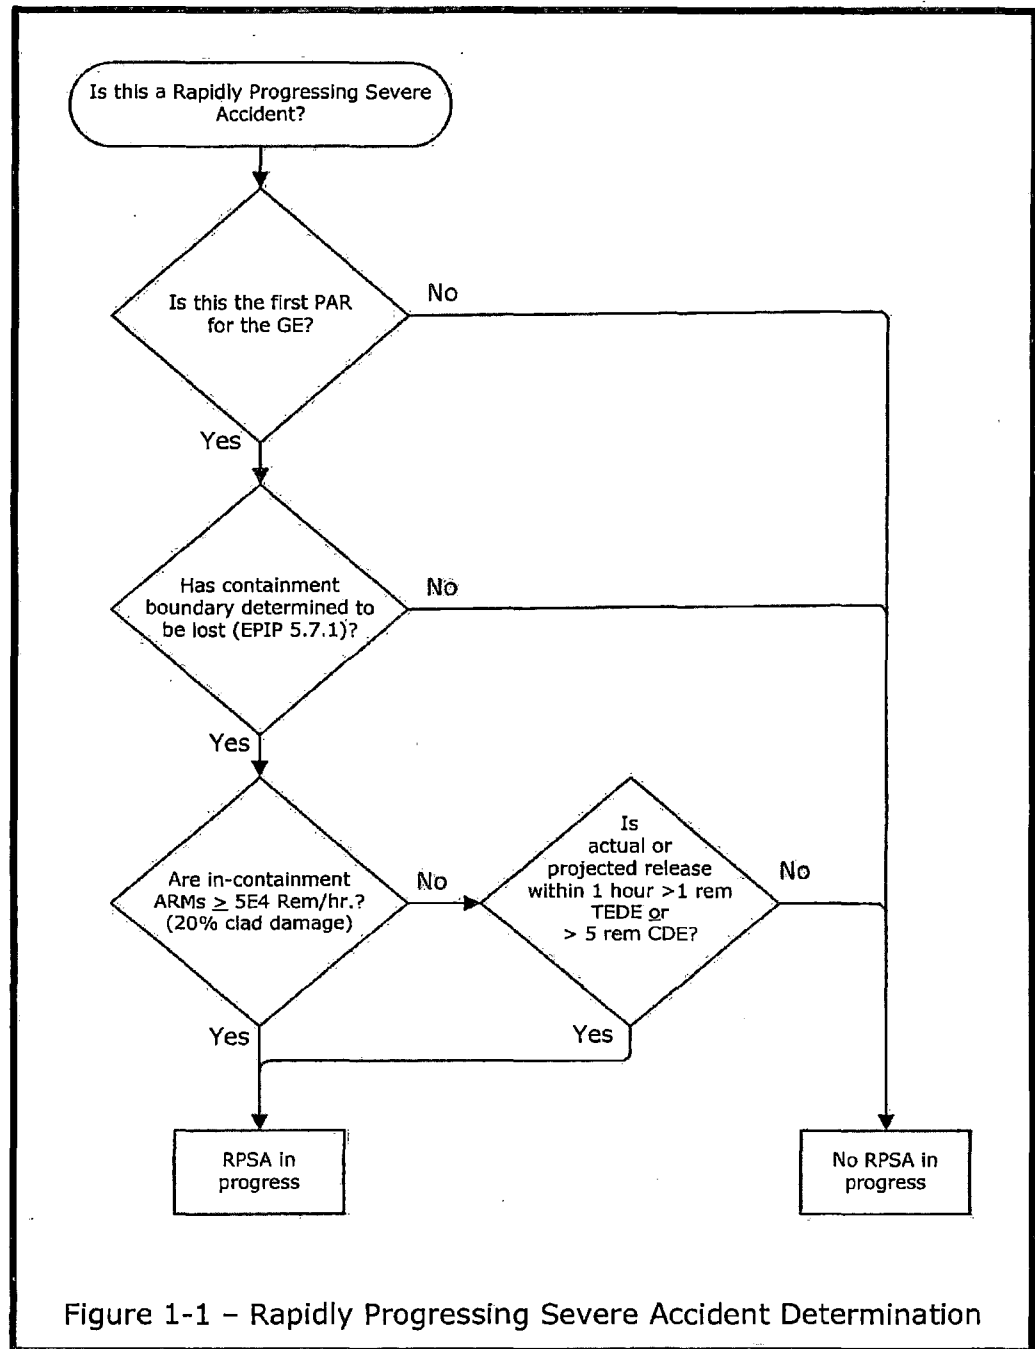 Is this a Rapidly Progressing Severe
Accident?
Is this the first PAR
for the GE?
No
Yes
Has containment
boundary determined to
be lost (EPIP 5.7.1)?
No
Yes
Are in-containment
ARMs ≥ 5E4 Rem/hr.?
(20% clad damage)
No
Is
actual or
projected release
within 1 hour >1 rem
TEDE or
> 5 rem CDE?
No
Yes
Yes
RPSA in
progress
No RPSA in
progress
Figure 1-1 – Rapidly Progressing Severe Accident Determination